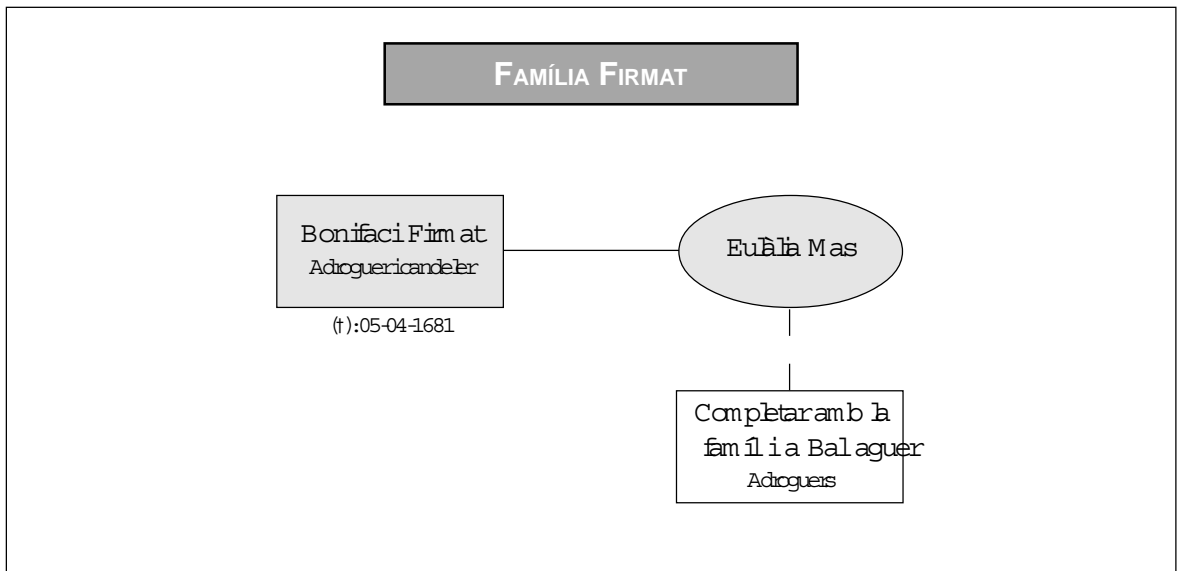 FAMÍLIA FIRMAT
Bonifaci Firmat
Adroguer i candeler
(†): 05-04-1681
Eulàlia Mas
Completar amb la
família Balaguer
Adroguers